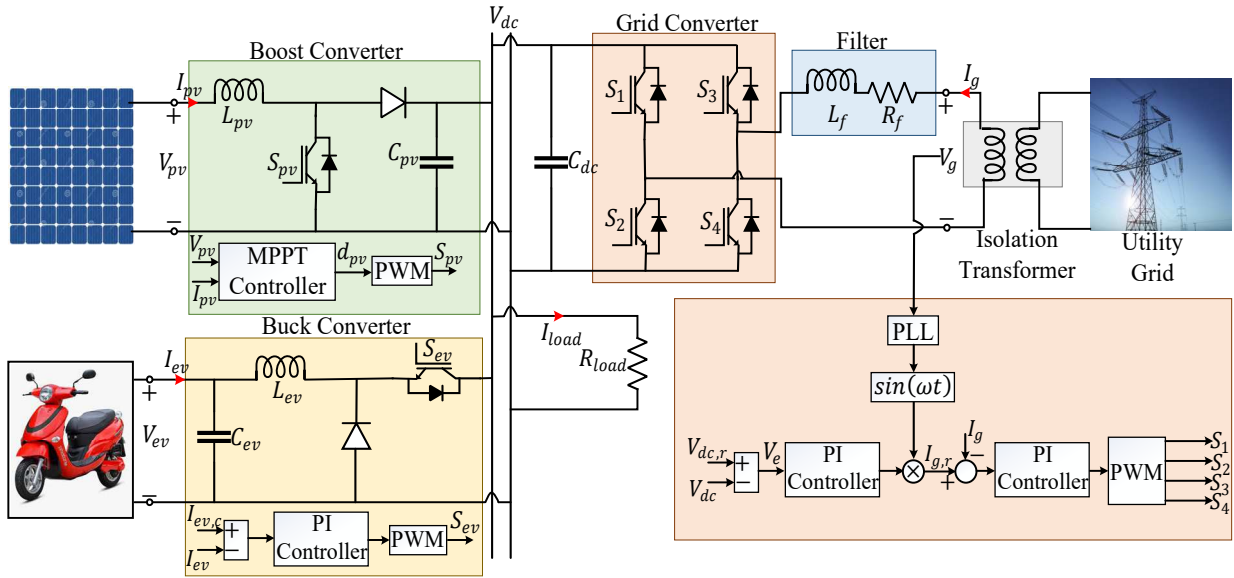 V_dc
Boost Converter
I_pv
+
L_pv
V_pv
S_pv
C_pv
−
V_pv
I_pv
MPPT
Controller
d_pv
PWM
S_pv
Grid Converter
C_dc
S_1
S_3
S_2
S_4
Filter
L_f
R_f
I_g
+
V_g
−
Isolation
Transformer
Utility
Grid
Buck Converter
I_ev
+
V_ev
−
C_ev
L_ev
S_ev
I_ev,c
I_ev
+
−
PI
Controller
PWM
S_ev
I_load
R_load
PLL
sin(ωt)
V_dc,r
V_dc
+
−
V_e
PI
Controller
I_g,r
+
I_g
−
PI
Controller
PWM
S_1
S_2
S_3
S_4